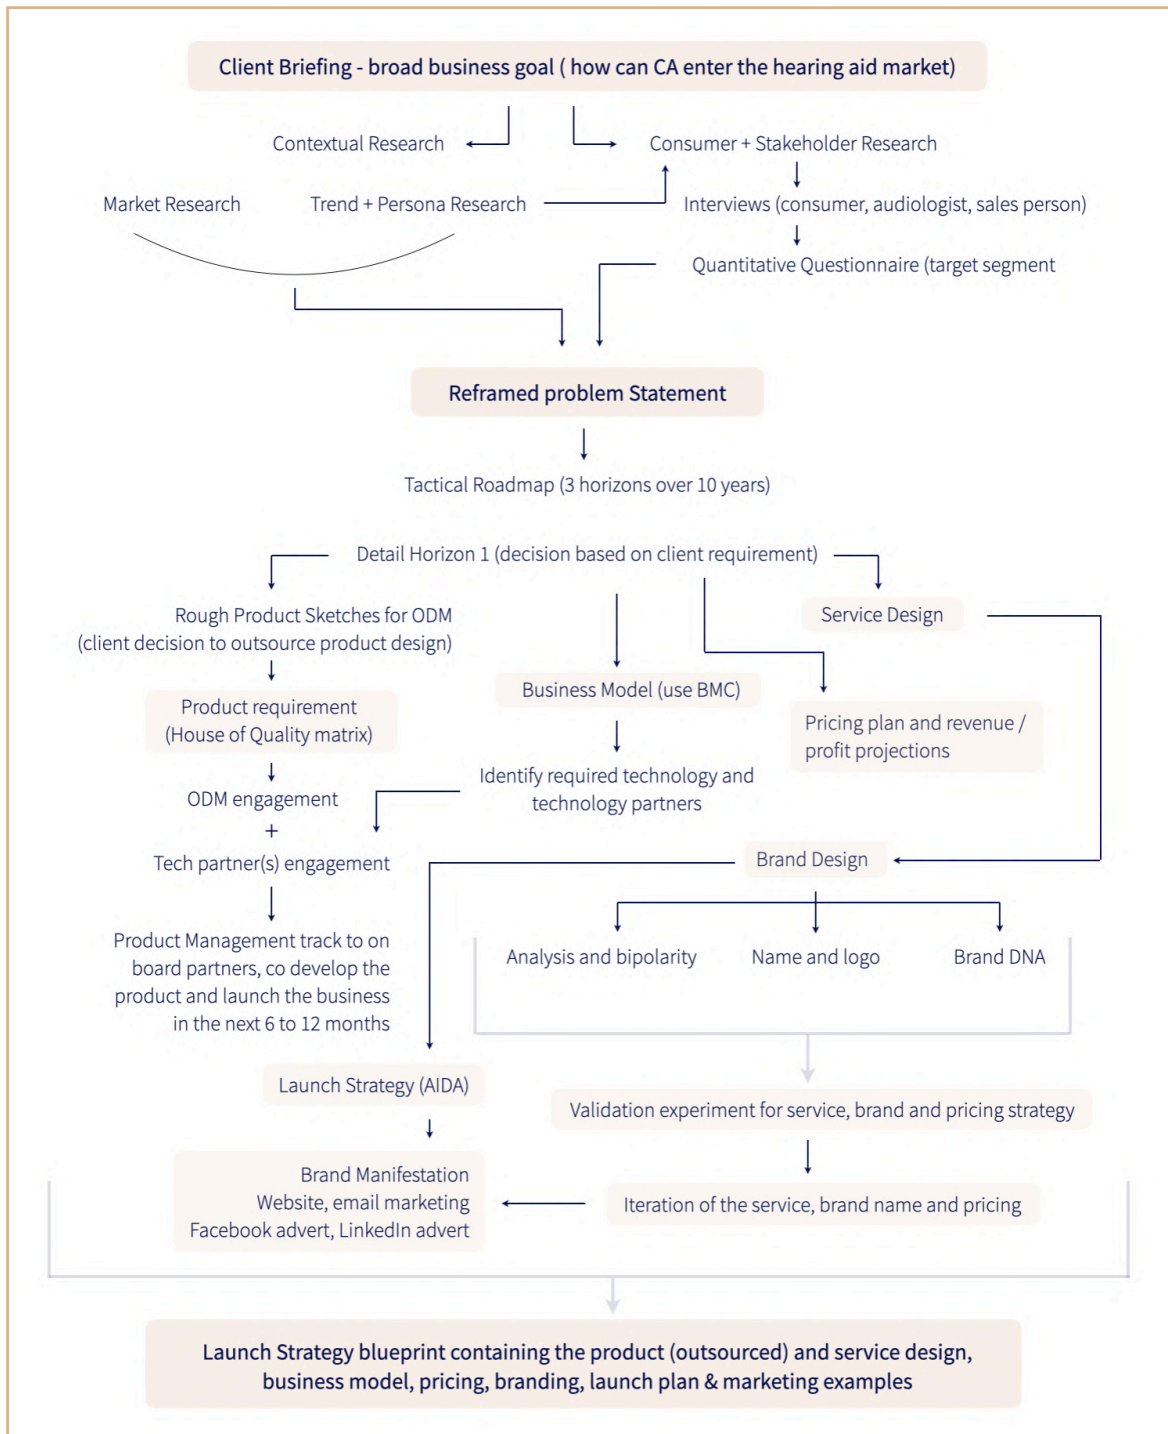 Client Briefing - broad business goal ( how can CA enter the hearing aid market)
Contextual Research
Consumer + Stakeholder Research
Market Research
Trend + Persona Research
Interviews (consumer, audiologist, sales person)
Quantitative Questionnaire (target segment
Reframed problem Statement
Tactical Roadmap (3 horizons over 10 years)
Detail Horizon 1 (decision based on client requirement)
Rough Product Sketches for ODM
(client decision to outsource product design)
Service Design
Product requirement
(House of Quality matrix)
Business Model (use BMC)
Pricing plan and revenue /
profit projections
ODM engagement
+
Tech partner(s) engagement
Identify required technology and
technology partners
Brand Design
Product Management track to on
board partners, co develop the
product and launch the business
in the next 6 to 12 months
Analysis and bipolarity
Name and logo
Brand DNA
Launch Strategy (AIDA)
Validation experiment for service, brand and pricing strategy
Brand Manifestation
Website, email marketing
Facebook advert, LinkedIn advert
Iteration of the service, brand name and pricing
Launch Strategy blueprint containing the product (outsourced) and service design,
business model, pricing, branding, launch plan & marketing examples